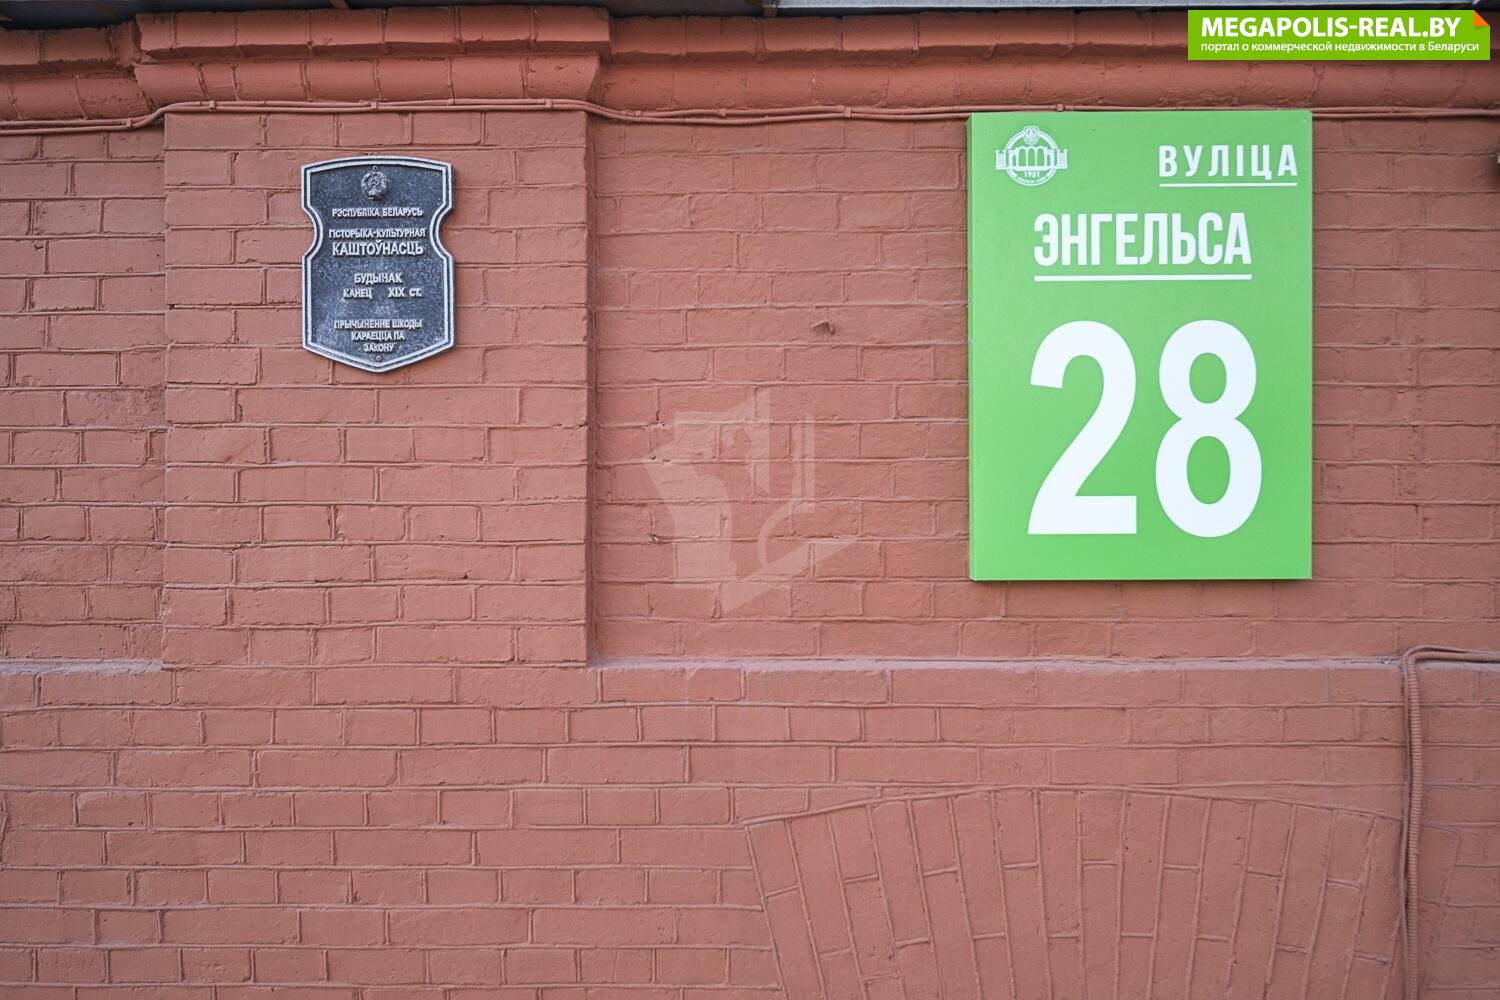 MEGAPOLIS-REAL.BY
портал о коммерческой недвижимости в Беларуси
РЭСПУБЛІКА БЕЛАРУСЬ
ГІСТОРЫКА-КУЛЬТУРНАЯ
КАШТОЎНАСЦЬ
БУДЫНАК
КАНЕЦ XIX СТ.
ПРЫЧЫНЕННЕ ШКОДЫ
КАРАЕЦЦА ПА
ЗАКОНУ
1951
ВУЛІЦА
ЭНГЕЛЬСА
28